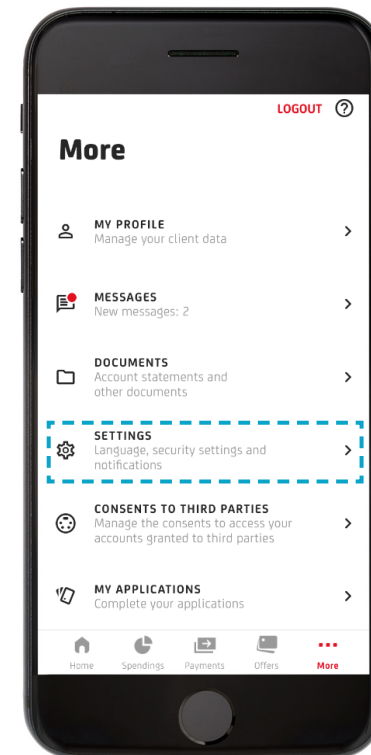 LOGOUT
More
MY PROFILE
Manage your client data
MESSAGES
New messages: 2
DOCUMENTS
Account statements and
other documents
SETTINGS
Language, security settings and
notifications
CONSENTS TO THIRD PARTIES
Manage the consents to access your
accounts granted to third parties
MY APPLICATIONS
Complete your applications
Home Spendings Payments Offers More